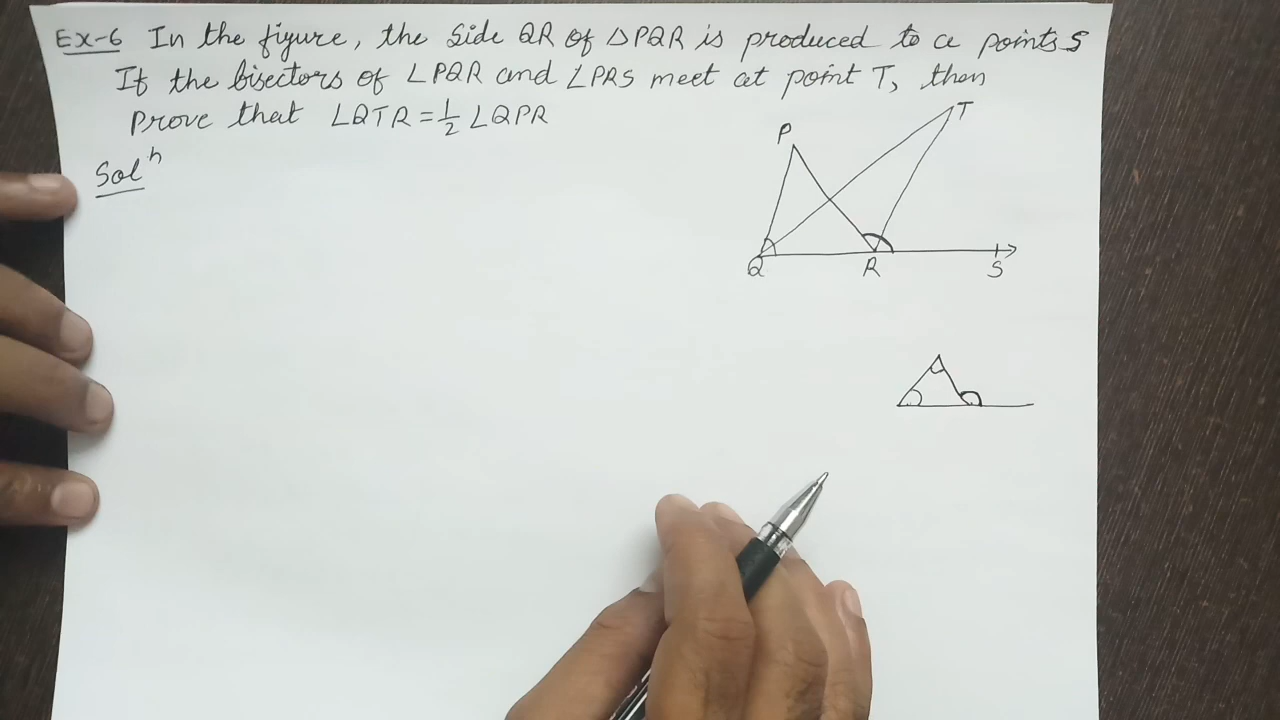 Ex-6 In the figure, the side QR of △PQR is produced to a points S
If the bisectors of ∠PQR and ∠PRS meet at point T, then
Prove that ∠QTR = 1/2 ∠QPR
Solⁿ
T
P
Q R S